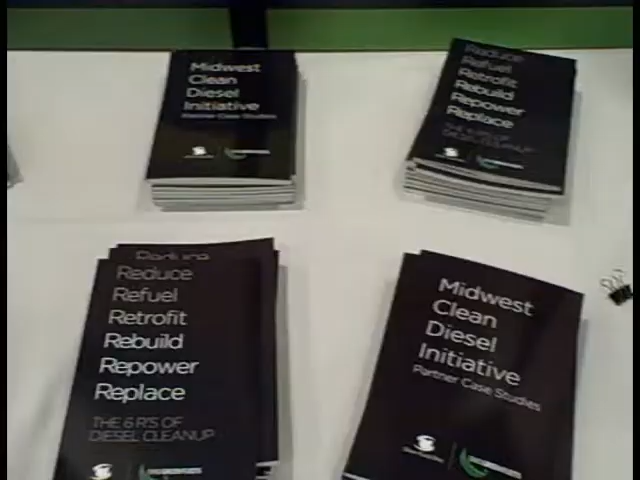 Midwest
Clean
Diesel
Initiative
Partner Case Studies
Reduce
Refuel
Retrofit
Rebuild
Repower
Replace
THE 6 R'S OF
DIESEL CLEANUP
Reduce
Reduce
Refuel
Retrofit
Rebuild
Repower
Replace
THE 6 R'S OF
DIESEL CLEANUP
Midwest
Clean
Diesel
Initiative
Partner Case Studies